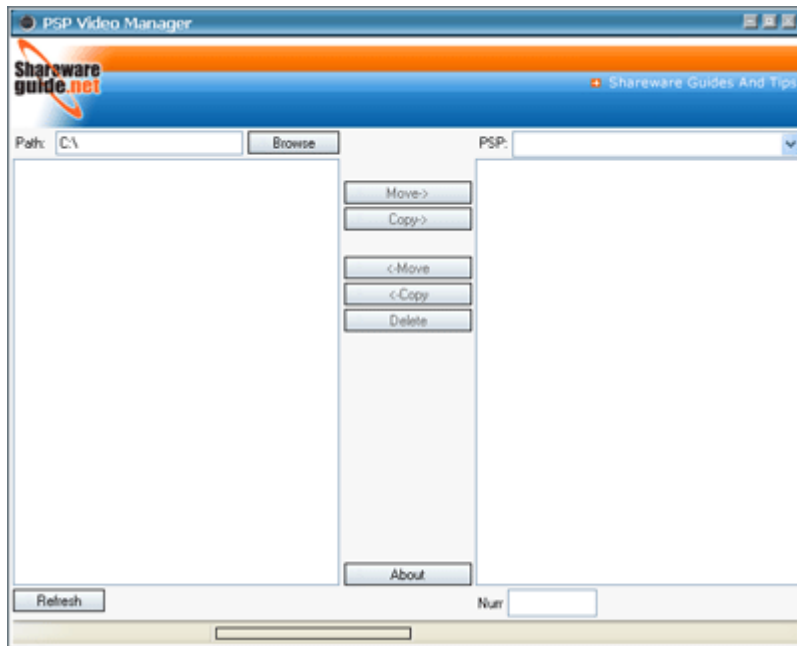 PSP Video Manager
Shareware
guide.net
Shareware Guides And Tips
Path: C:\ Browse PSP:
Move->
Copy->
<-Move
<-Copy
Delete
About
Refresh Num